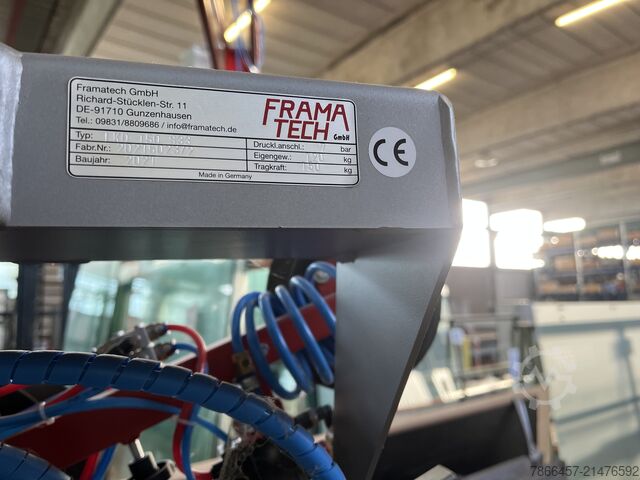 Framatech GmbH
Richard-Stücklen-Str. 11
DE-91710 Gunzenhausen
Tel.: 09831/8809686 / info@framatech.de
FRAMA
TECH
GmbH
Typ:
Druckl.anschl.: bar
Fabr.Nr.:
Eigengew.: kg
Baujahr: 2021
Tragkraft: kg
Made in Germany
CE
7866457-21476592